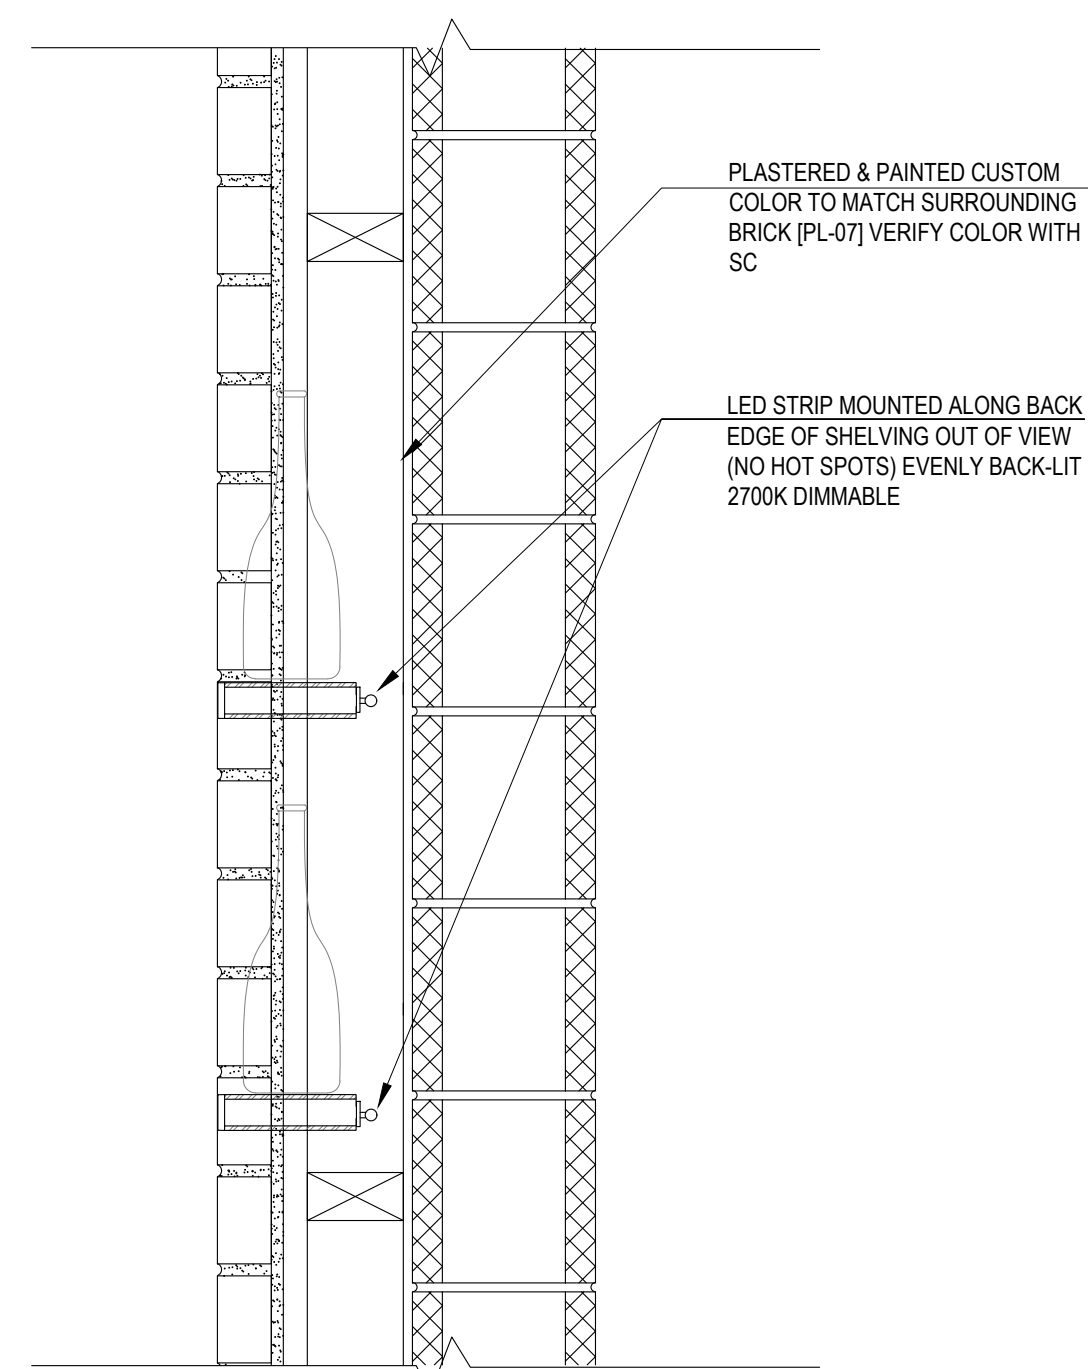 PLASTERED & PAINTED CUSTOM
COLOR TO MATCH SURROUNDING
BRICK [PL-07] VERIFY COLOR WITH
SC
LED STRIP MOUNTED ALONG BACK
EDGE OF SHELVING OUT OF VIEW
(NO HOT SPOTS) EVENLY BACK-LIT
2700K DIMMABLE